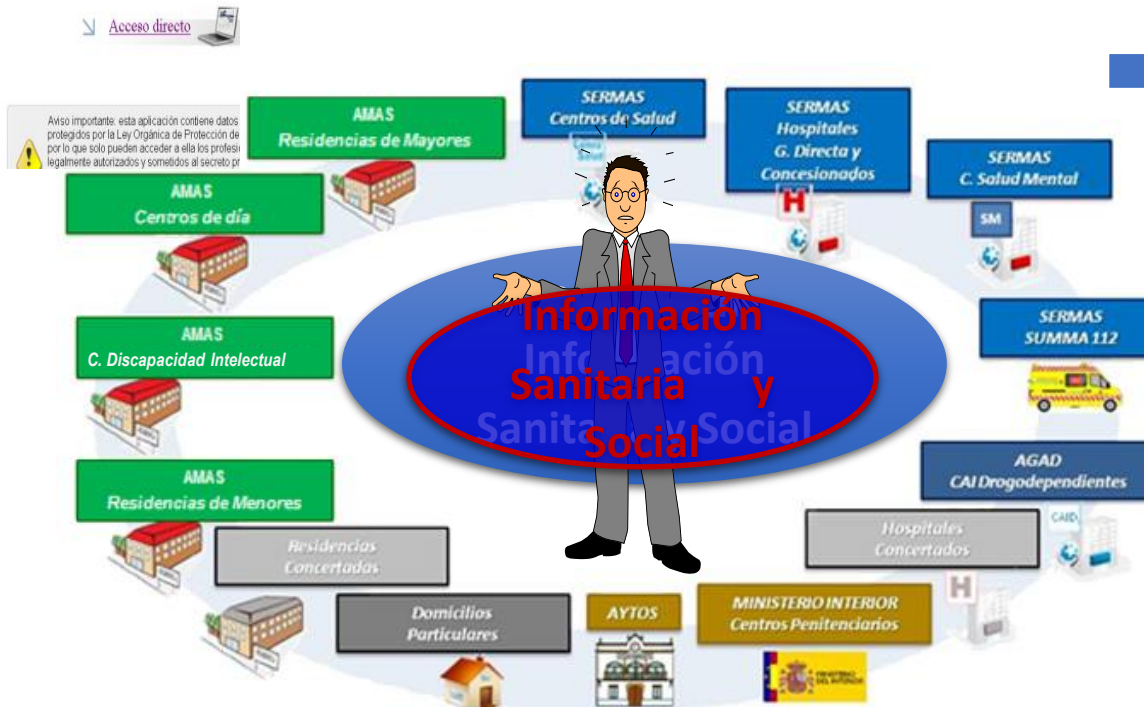 Acceso directo
Aviso importante: esta aplicación contiene datos
protegidos por la Ley Orgánica de Protección de
por lo que solo pueden acceder a ella los profesi
legalmente autorizados y sometidos al secreto pr
AMAS
Residencias de Mayores
SERMAS
Centros de Salud
SERMAS
Hospitales
G. Directa y
Concesionados
H
SERMAS
C. Salud Mental
SM
AMAS
Centros de día
AMAS
C. Discapacidad Intelectual
SERMAS
SUMMA 112
Información
Sanitaria y
Social
Información
Sanita y Social
AMAS
Residencias de Menores
AGAD
CAI Drogodependientes
CAID
Residencias
Concertadas
Hospitales
Concertados
H
Domicilios
Particulares
AYTOS
MINISTERIO INTERIOR
Centros Penitenciarios
MINISTERIO
DEL INTERIOR